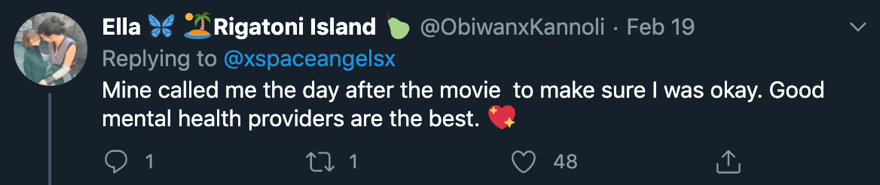 Ella 🦋 🏝️Rigatoni Island 🍐 @ObiwanxKannoli · Feb 19
Replying to @xspaceangelsx
Mine called me the day after the movie  to make sure I was okay. Good
mental health providers are the best. 💖
1 1 48